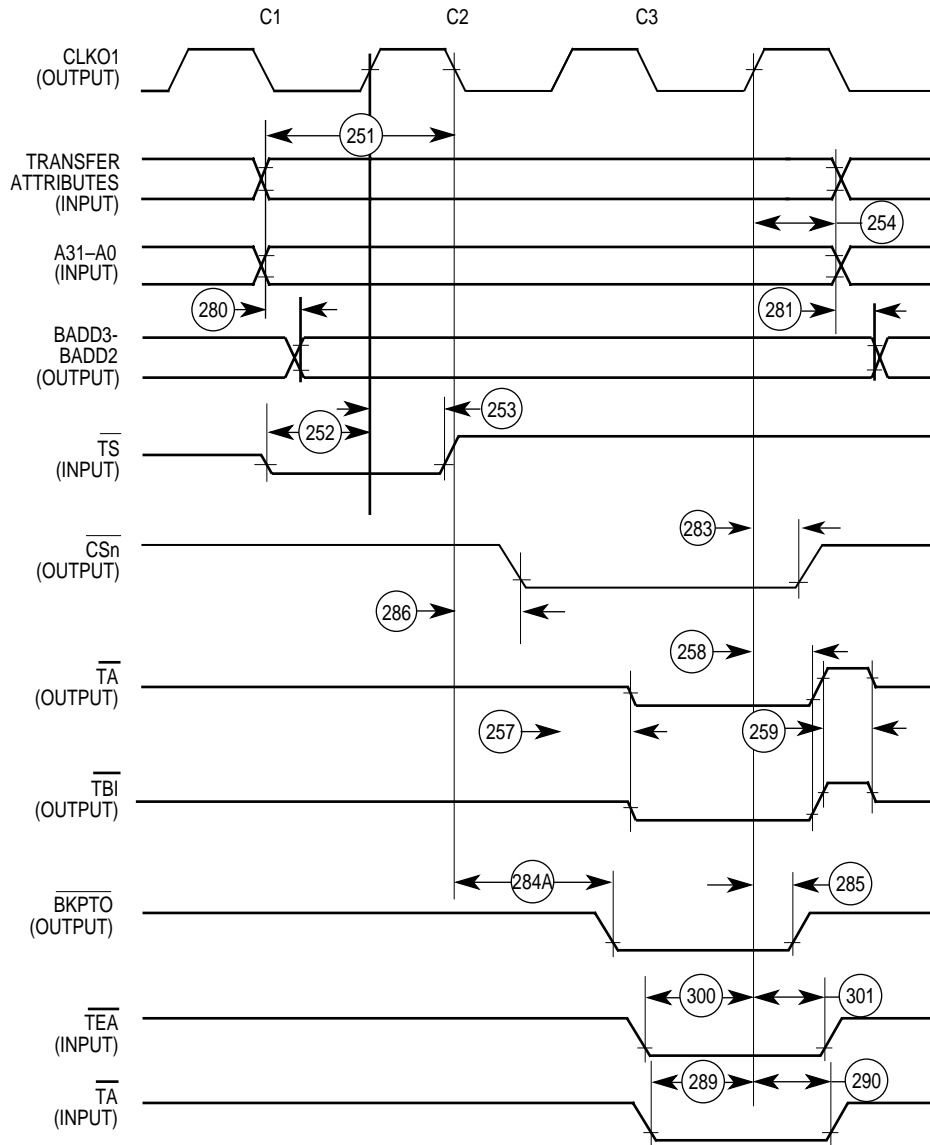 C1 C2 C3
CLKO1
(OUTPUT)
251
TRANSFER
ATTRIBUTES
(INPUT)
254
A31–A0
(INPUT)
280 281
BADD3-
BADD2
(OUTPUT)
253
252
TS
(INPUT)
283
CSn
(OUTPUT)
286
258
TA
(OUTPUT)
257 259
TBI
(OUTPUT)
284A 285
BKPTO
(OUTPUT)
300 301
TEA
(INPUT)
289 290
TA
(INPUT)